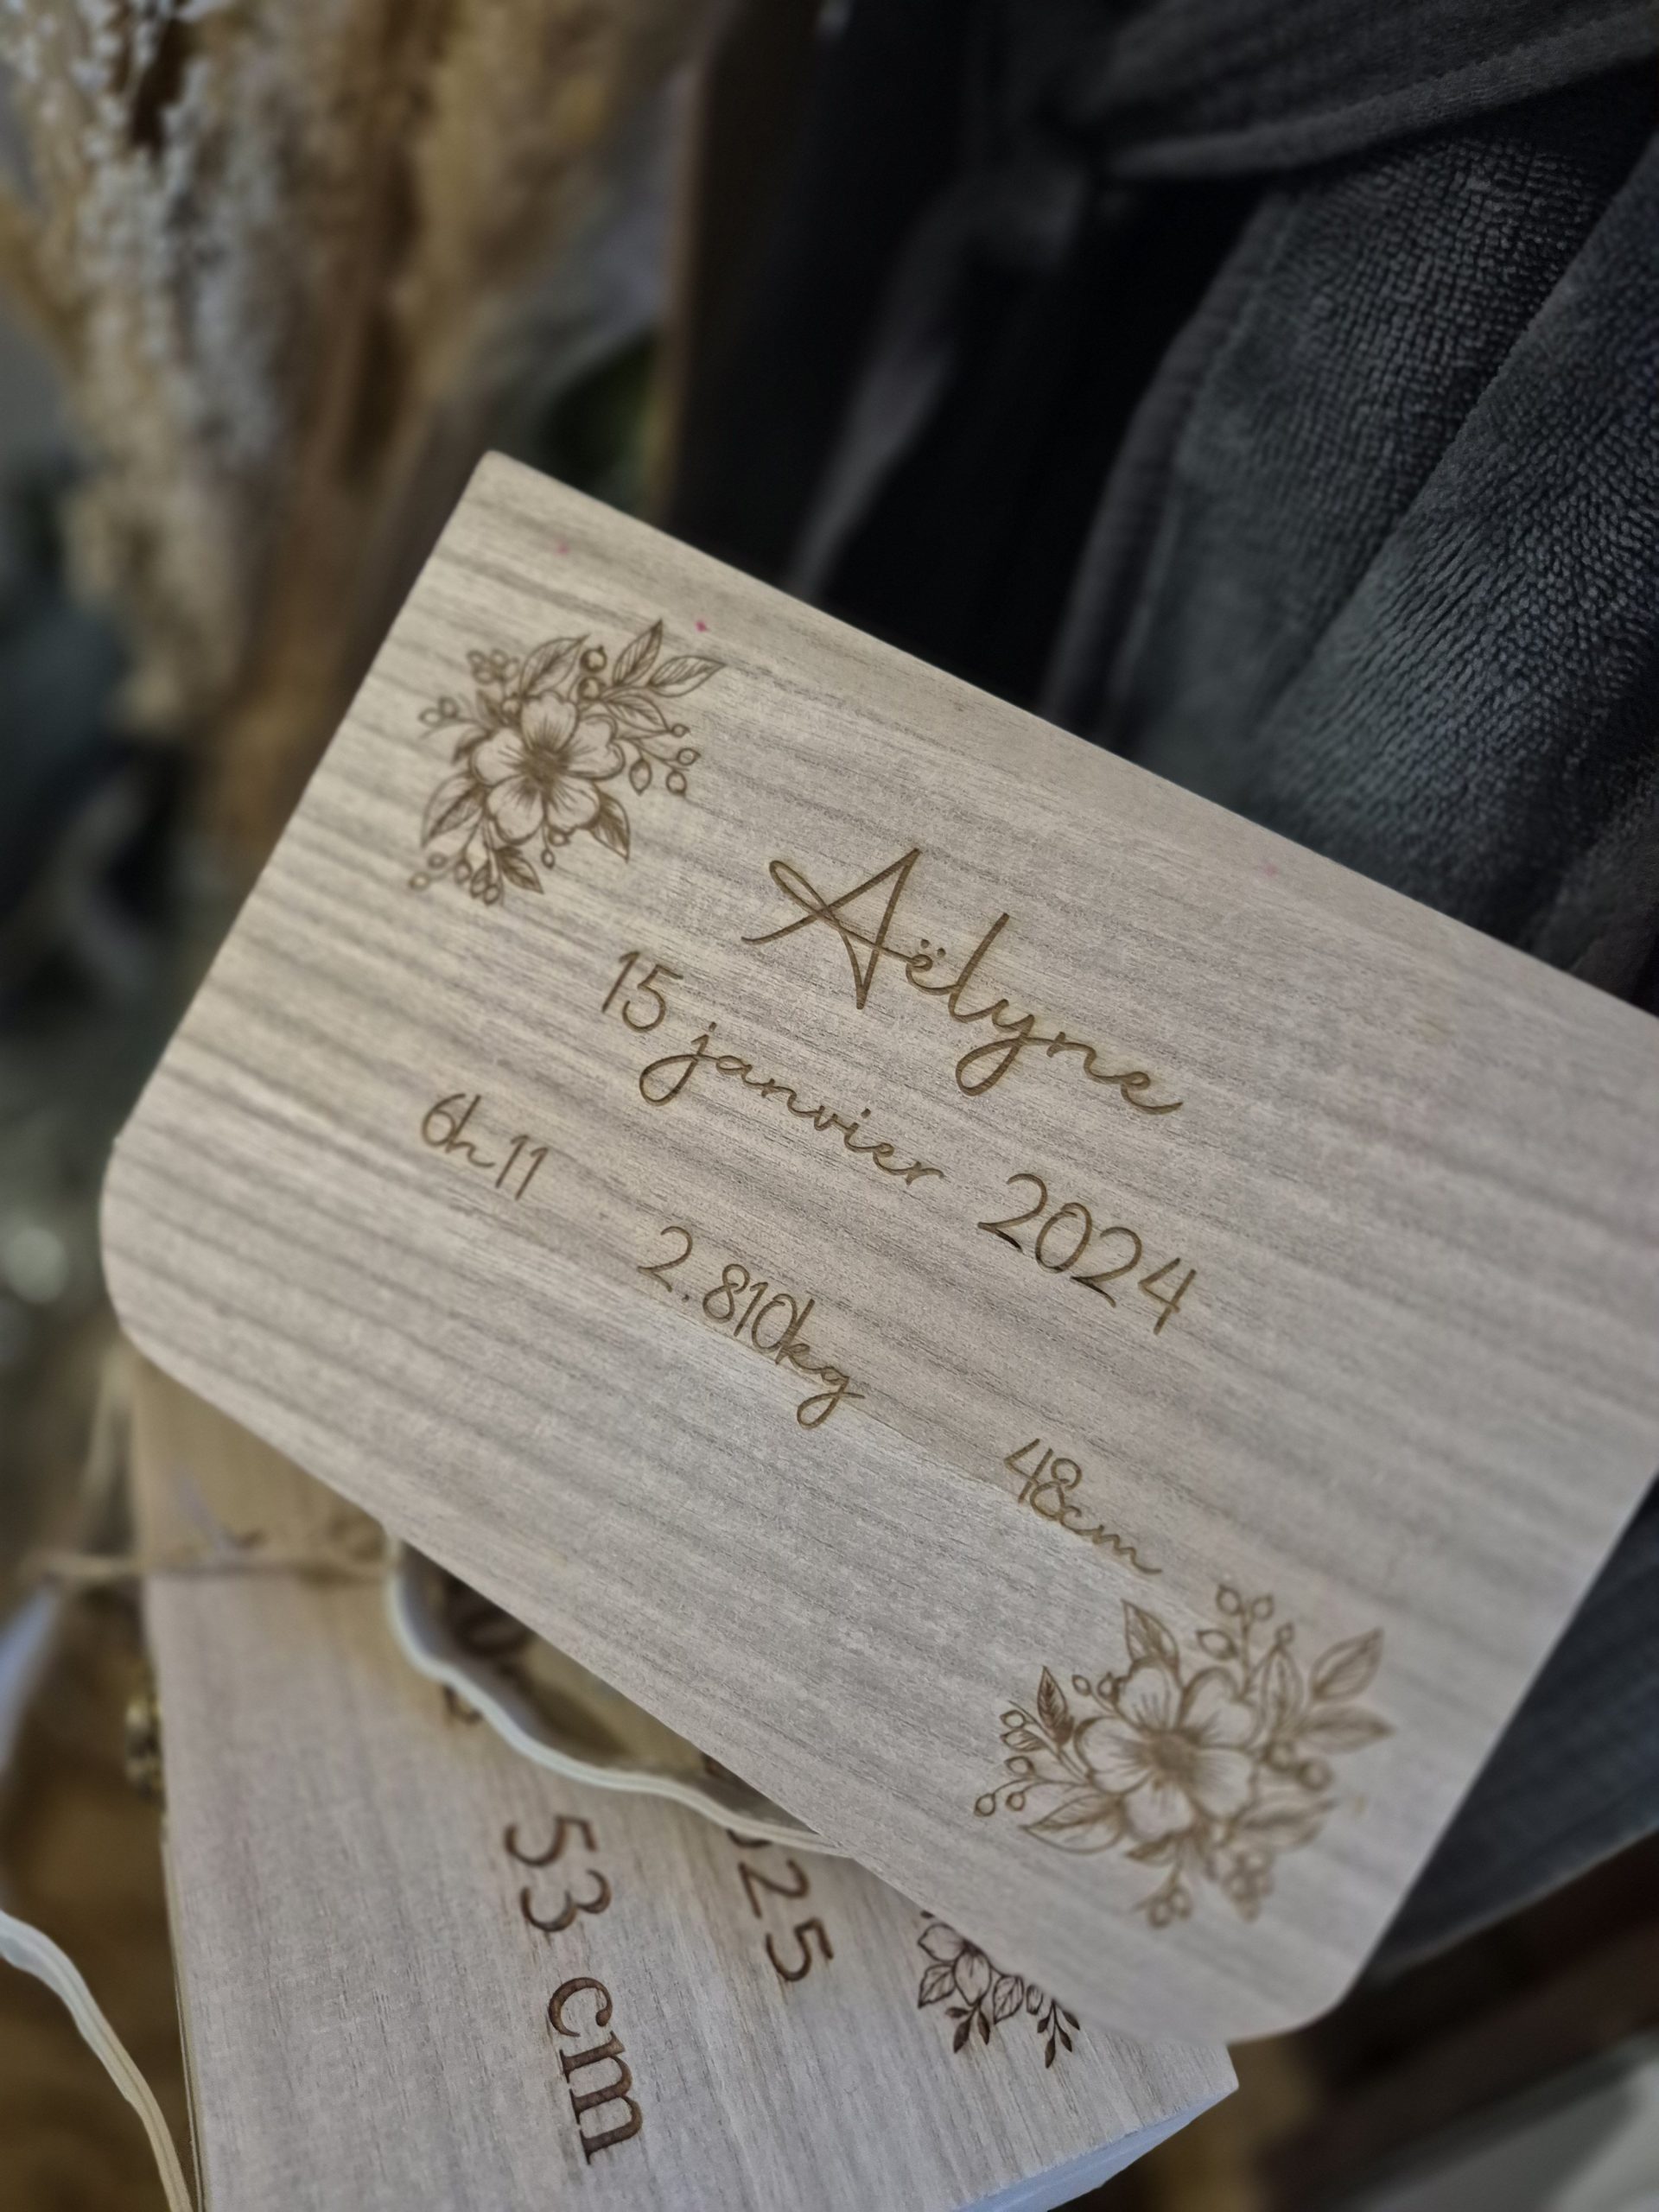 Aëlyne
15 janvier 2024
6h11 2.810kg 48cm
53 cm